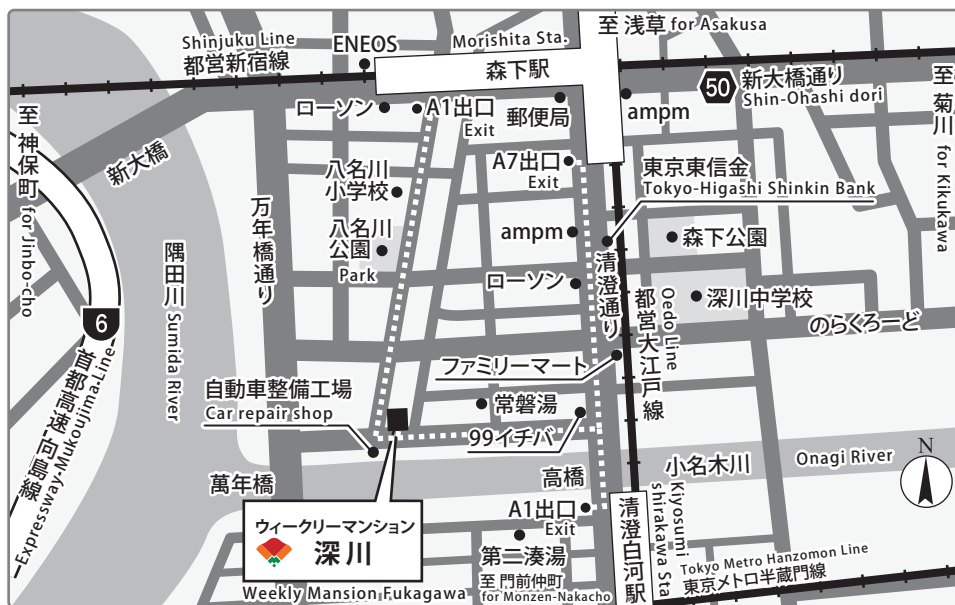 至 浅草 for Asakusa
Shinjuku Line
都営新宿線
ENEOS
Morishita Sta.
森下駅
50
新大橋通り
Shin-Ohashi dori
至 菊川 for Kikukawa
ローソン
A1出口
Exit
郵便局
ampm
至 神保町 for Jinbo-cho
新大橋
八名川
小学校
A7出口
Exit
東京東信金
Tokyo-Higashi Shinkin Bank
万年橋通り
八名川
公園
Park
ampm
森下公園
隅田川 Sumida River
ローソン
清澄通り
都営大江戸線
Oedo Line
深川中学校
6
首都高速 向島線
Expressway-Mukoujima-Line
のらくろーど
ファミリーマート
自動車整備工場
Car repair shop
常磐湯
99イチバ
萬年橋
高橋
小名木川
Onagi River
N
A1出口
Exit
清澄白河駅
Kiyosumi
Shirakawa Sta
ウィークリーマンション
深川
第二湊湯
Tokyo Metro Hanzomon Line
東京メトロ半蔵門線
至 門前仲町
for Monzen-Nakacho
Weekly Mansion Fukagawa